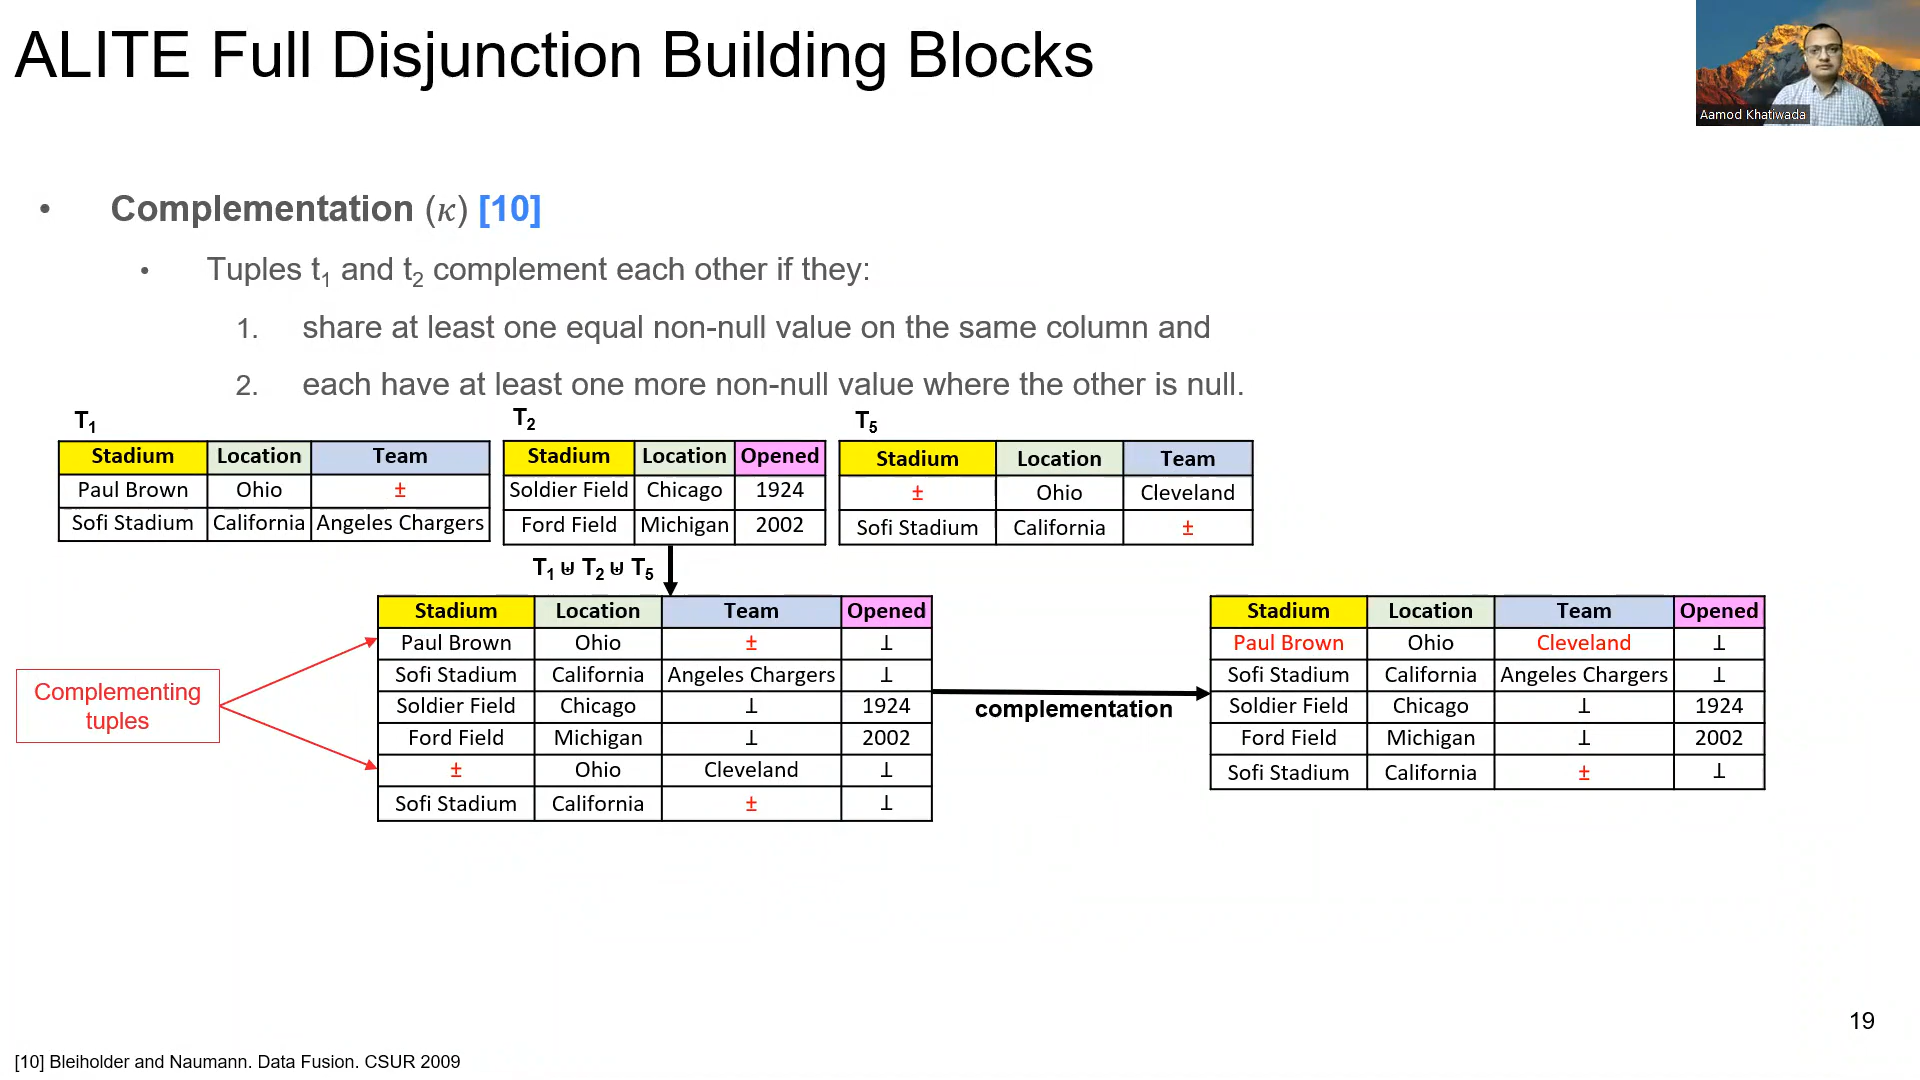 ALITE Full Disjunction Building Blocks
Aamod Khatiwada
• Complementation (κ) [10]
• Tuples t₁ and t₂ complement each other if they:
1. share at least one equal non-null value on the same column and
2. each have at least one more non-null value where the other is null.
T₁
Stadium Location Team
Paul Brown Ohio ±
Sofi Stadium California Angeles Chargers
T₂
Stadium Location Opened
Soldier Field Chicago 1924
Ford Field Michigan 2002
T₅
Stadium Location Team
± Ohio Cleveland
Sofi Stadium California ±
T₁ ⊎ T₂ ⊎ T₅
Complementing
tuples
Stadium Location Team Opened
Paul Brown Ohio ± ⊥
Sofi Stadium California Angeles Chargers ⊥
Soldier Field Chicago ⊥ 1924
Ford Field Michigan ⊥ 2002
± Ohio Cleveland ⊥
Sofi Stadium California ± ⊥
complementation
Stadium Location Team Opened
Paul Brown Ohio Cleveland ⊥
Sofi Stadium California Angeles Chargers ⊥
Soldier Field Chicago ⊥ 1924
Ford Field Michigan ⊥ 2002
Sofi Stadium California ± ⊥
19
[10] Bleiholder and Naumann. Data Fusion. CSUR 2009